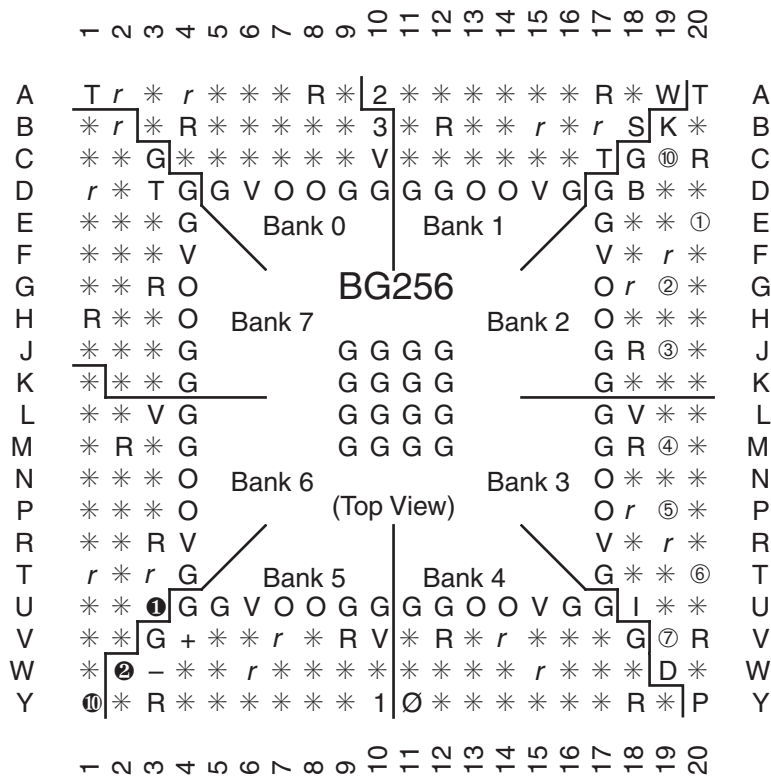 1 2 3 4 5 6 7 8 9 10 11 12 13 14 15 16 17 18 19 20
A T r ✳ r ✳ ✳ ✳ R ✳ 2 ✳ ✳ ✳ ✳ ✳ ✳ R ✳ W T A
B ✳ r ✳ R ✳ ✳ ✳ ✳ ✳ 3 ✳ R ✳ ✳ r ✳ r S K ✳ B
C ✳ ✳ G ✳ ✳ ✳ ✳ ✳ ✳ V ✳ ✳ ✳ ✳ ✳ ✳ T G ⑩ R C
D r ✳ T G G V O O G G G G O O V G G B ✳ ✳ D
E ✳ ✳ ✳ G Bank 0 Bank 1 G ✳ ✳ ① E
F ✳ ✳ ✳ V V ✳ r ✳ F
G ✳ ✳ R O BG256 O r ② ✳ G
H R ✳ ✳ O Bank 7 Bank 2 O ✳ ✳ ✳ H
J ✳ ✳ ✳ G G G G G G R ③ ✳ J
K ✳ ✳ ✳ G G G G G G ✳ ✳ ✳ K
L ✳ ✳ V G G G G G G V ✳ ✳ L
M ✳ R ✳ G G G G G G R ④ ✳ M
N ✳ ✳ ✳ O Bank 6 Bank 3 O ✳ ✳ ✳ N
P ✳ ✳ ✳ O (Top View) O r ⑤ ✳ P
R ✳ ✳ R V V ✳ r ✳ R
T r ✳ r G Bank 5 Bank 4 G ✳ ✳ ⑥ T
U ✳ ✳ ❶ G G V O O G G G G O O V G G I ✳ ✳ U
V ✳ ✳ G + ✳ ✳ r ✳ R V ✳ R ✳ r ✳ ✳ ✳ G ⑦ R V
W ✳ ❷ – ✳ ✳ r ✳ ✳ ✳ ✳ ✳ ✳ ✳ ✳ r ✳ ✳ ✳ D ✳ W
Y ❿ ✳ R ✳ ✳ ✳ ✳ ✳ ✳ 1 Ø ✳ ✳ ✳ ✳ ✳ ✳ R ✳ P Y
1 2 3 4 5 6 7 8 9 10 11 12 13 14 15 16 17 18 19 20